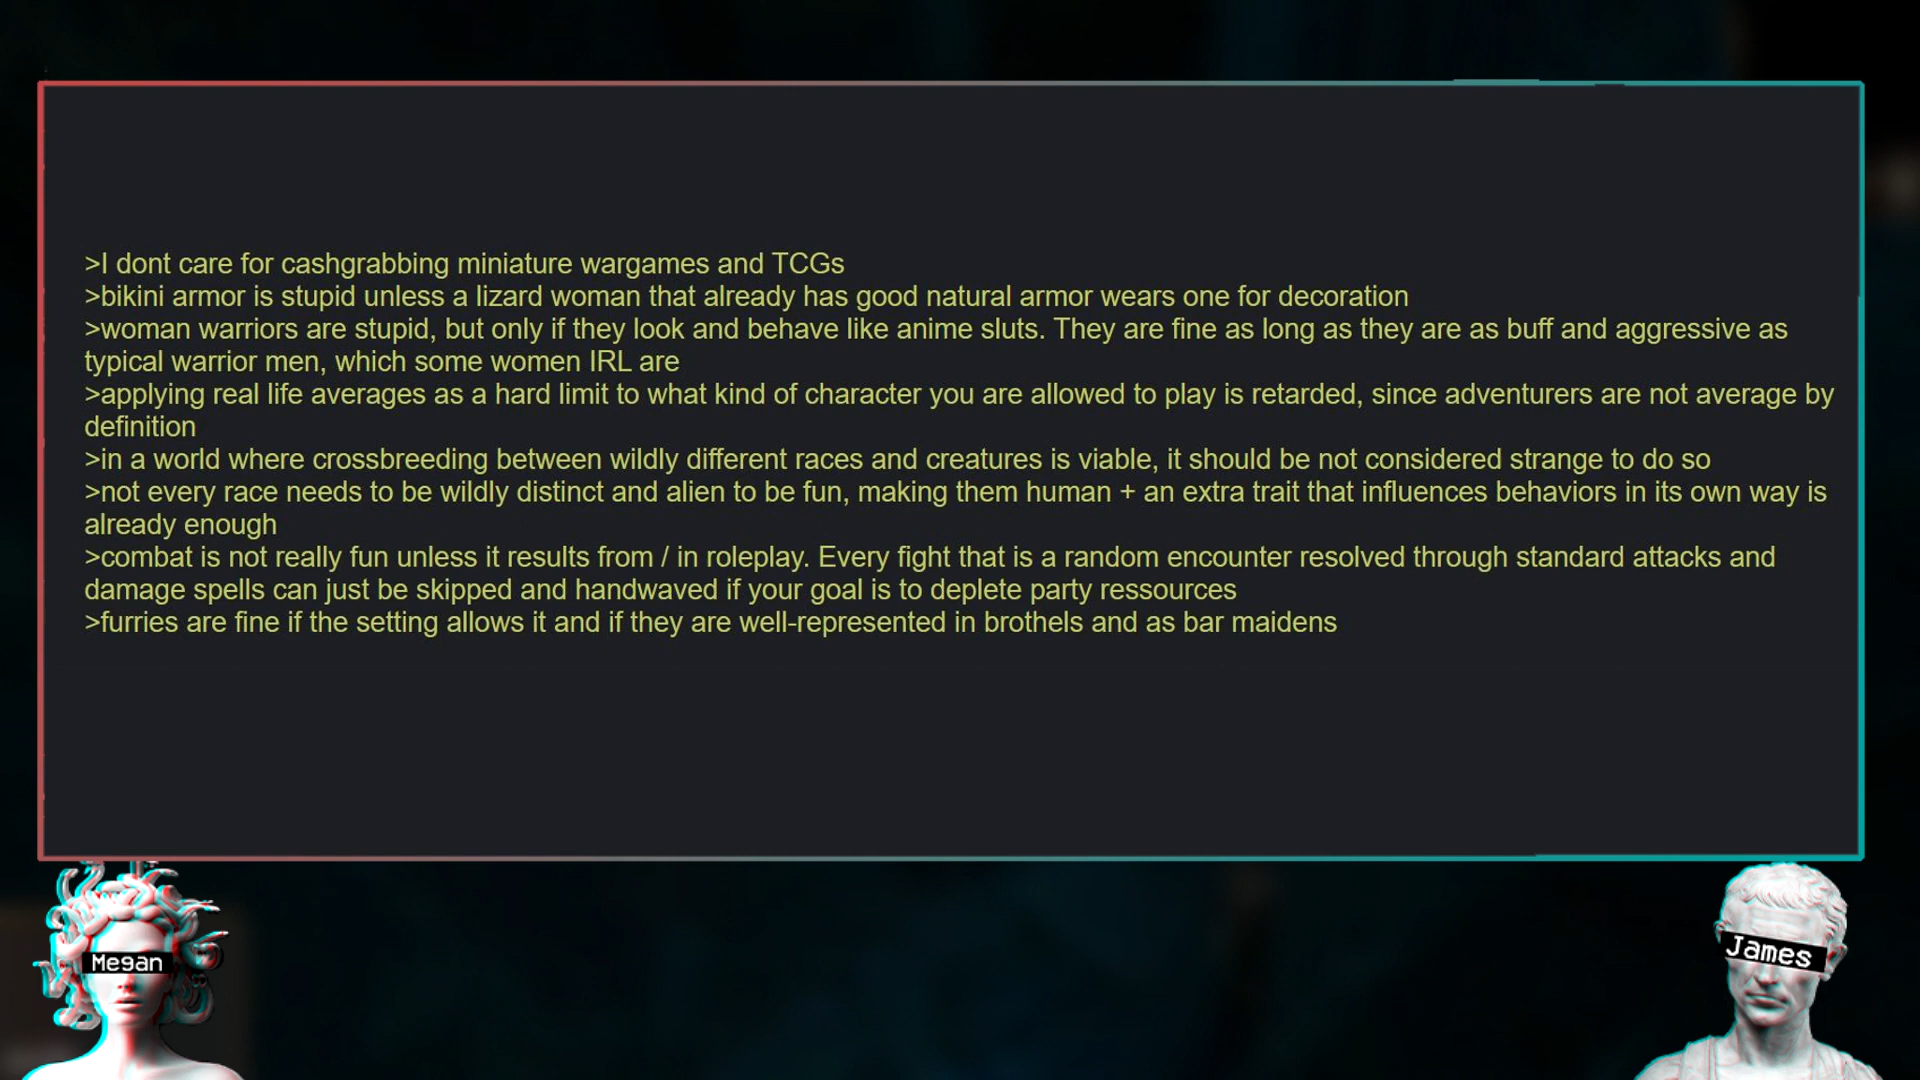 >I dont care for cashgrabbing miniature wargames and TCGs
>bikini armor is stupid unless a lizard woman that already has good natural armor wears one for decoration
>woman warriors are stupid, but only if they look and behave like anime sluts. They are fine as long as they are as buff and aggressive as
typical warrior men, which some women IRL are
>applying real life averages as a hard limit to what kind of character you are allowed to play is retarded, since adventurers are not average by
definition
>in a world where crossbreeding between wildly different races and creatures is viable, it should be not considered strange to do so
>not every race needs to be wildly distinct and alien to be fun, making them human + an extra trait that influences behaviors in its own way is
already enough
>combat is not really fun unless it results from / in roleplay. Every fight that is a random encounter resolved through standard attacks and
damage spells can just be skipped and handwaved if your goal is to deplete party ressources
>furries are fine if the setting allows it and if they are well-represented in brothels and as bar maidens
Megan
James